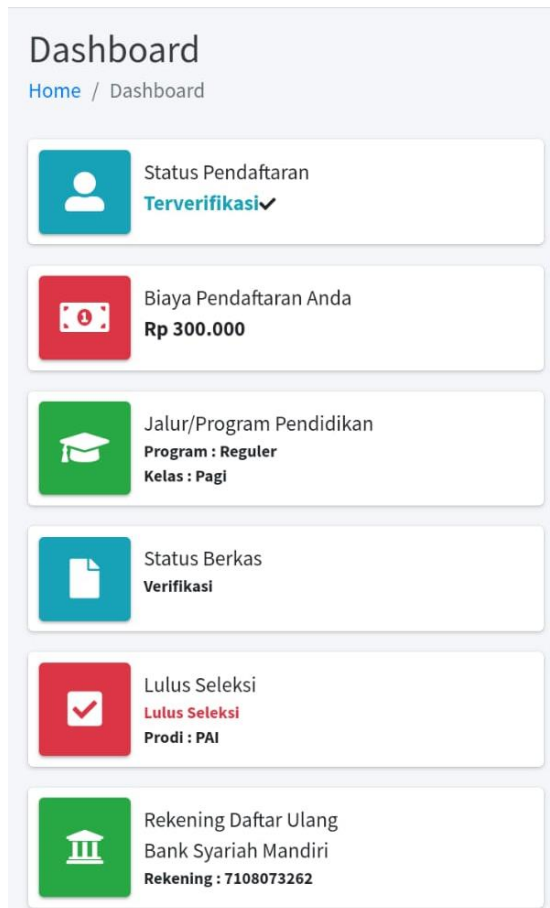 Dashboard
Home / Dashboard
Status Pendaftaran
Terverifikasi
Biaya Pendaftaran Anda
Rp 300.000
Jalur/Program Pendidikan
Program : Reguler
Kelas : Pagi
Status Berkas
Verifikasi
Lulus Seleksi
Lulus Seleksi
Prodi : PAI
Rekening Daftar Ulang
Bank Syariah Mandiri
Rekening : 7108073262